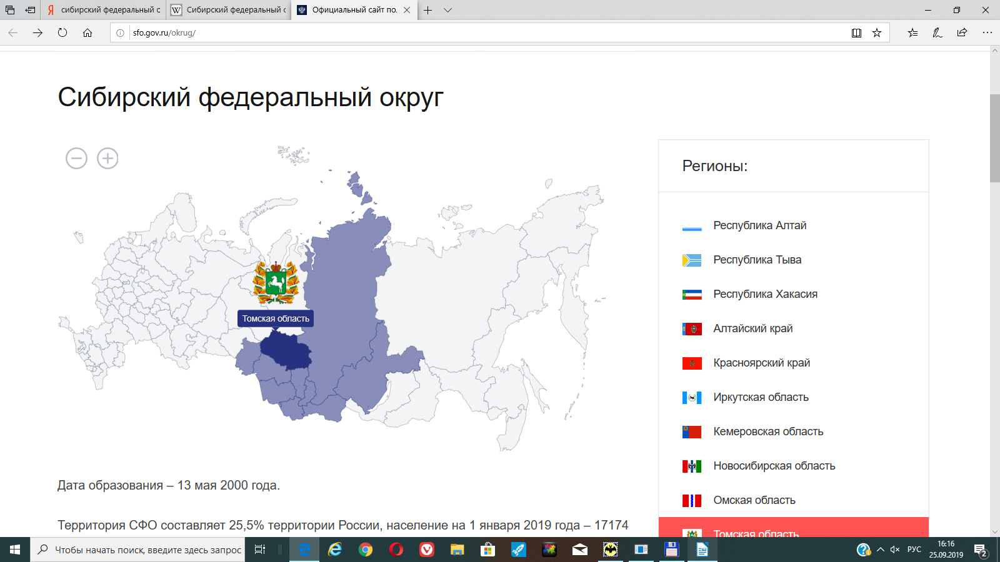 сибирский федеральный о
Сибирский федеральный о
Официальный сайт по.
sfo.gov.ru/okrug/
Сибирский федеральный округ
Томская область
Регионы:
Республика Алтай
Республика Тыва
Республика Хакасия
Алтайский край
Красноярский край
Иркутская область
Кемеровская область
Новосибирская область
Омская область
Томская область
Дата образования – 13 мая 2000 года.
Территория СФО составляет 25,5% территории России, население на 1 января 2019 года – 17174
Чтобы начать поиск, введите здесь запрос
РУС
16:16
25.09.2019
2